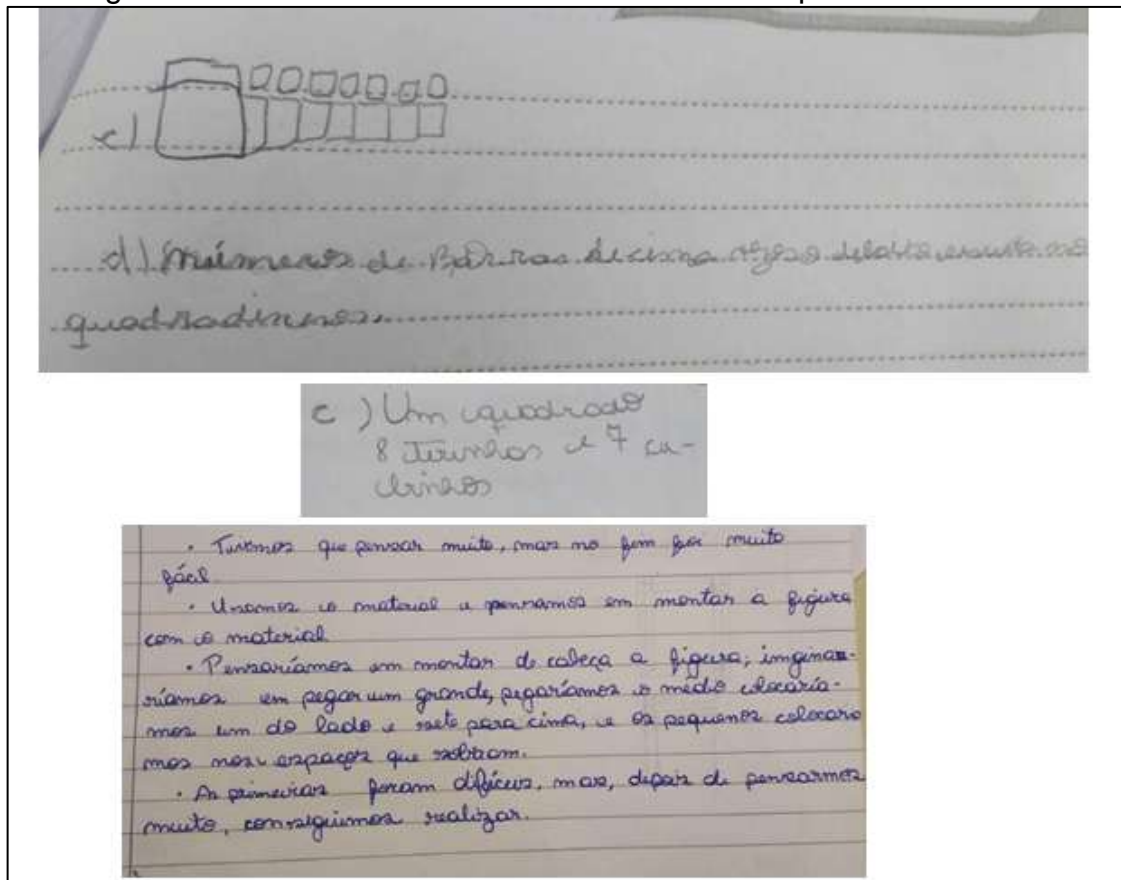 c)
d) números de Barras de cima
quadradinhos.
c ) Um quadrado
8 tirinhas e 7 cu-
binhos
• Tivemos que pensar muito, mas no fim foi muito
fácil
• Usamos o material e pensamos em montar a figura
com o material
• Pensaríamos em montar de cabeça a figura, imgina-
ríamos em pegar um grande, pegaríamos o médio colocaría-
mos um do lado e sete para cima, e os pequenos colocaría
mos nos espaços que sobram.
• As primeiras foram difíceis, mas, depois de pensarmos
muito, conseguimos realizar.